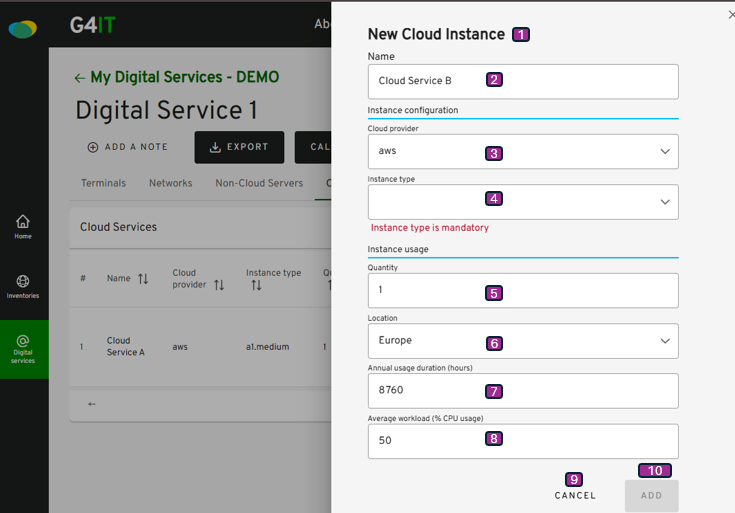 G4IT
Ab
← My Digital Services - DEMO
Digital Service 1
ADD A NOTE
EXPORT
CAL
Terminals
Networks
Non-Cloud Servers
C
Cloud Services
#
Name
Cloud provider
Instance type
Q
1
Cloud Service A
aws
a1.medium
1
←
Home
Inventories
Digital services
New Cloud Instance 1
Name
Cloud Service B 2
Instance configuration
Cloud provider
aws 3
Instance type
4
Instance type is mandatory
Instance usage
Quantity
1 5
Location
Europe 6
Annual usage duration (hours)
8760 7
Average workload (% CPU usage)
50 8
9 10
CANCEL ADD